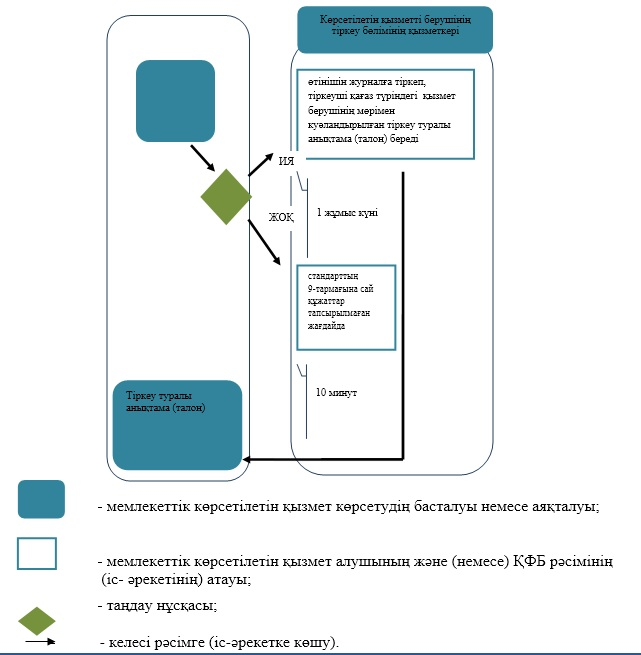 Көрсетілетін қызметті берушінің
тіркеу бөлімінің қызметкері
өтінішін журналға тіркеп,
тіркеуші қағаз түріндегі қызмет
берушінің мөрімен
куәландырылған тіркеу туралы
анықтама (талон) береді
ИЯ
ЖОҚ
1 жұмыс күні
стандарттың
9-тармағына сай
құжаттар
тапсырылмаған
жағдайда
10 минут
Тіркеу туралы
анықтама (талон)
- мемлекеттік көрсетілетін қызмет көрсетудің басталуы немесе аяқталуы;
- мемлекеттік көрсетілетін қызмет алушының және (немесе) ҚФБ рәсімінің
(іс- әрекетінің) атауы;
- таңдау нұсқасы;
- келесі рәсімге (іс-әрекетке көшу).